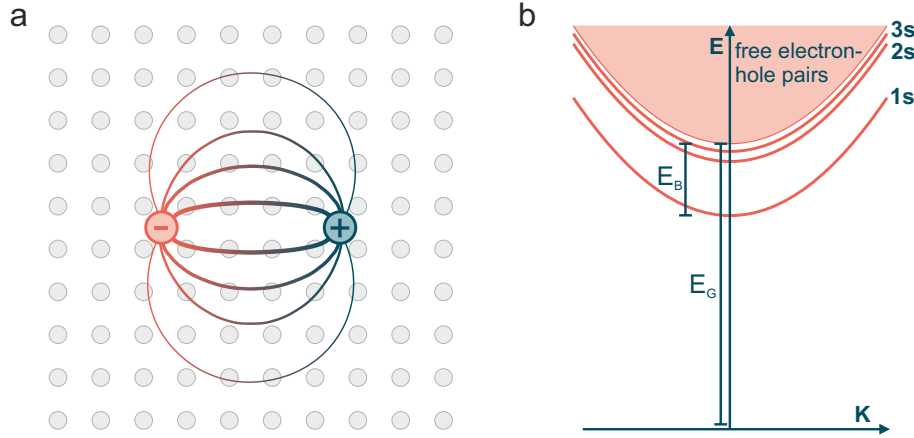 a
b
−
+
E
free electron-
hole pairs
3s
2s
1s
E_B
E_G
K